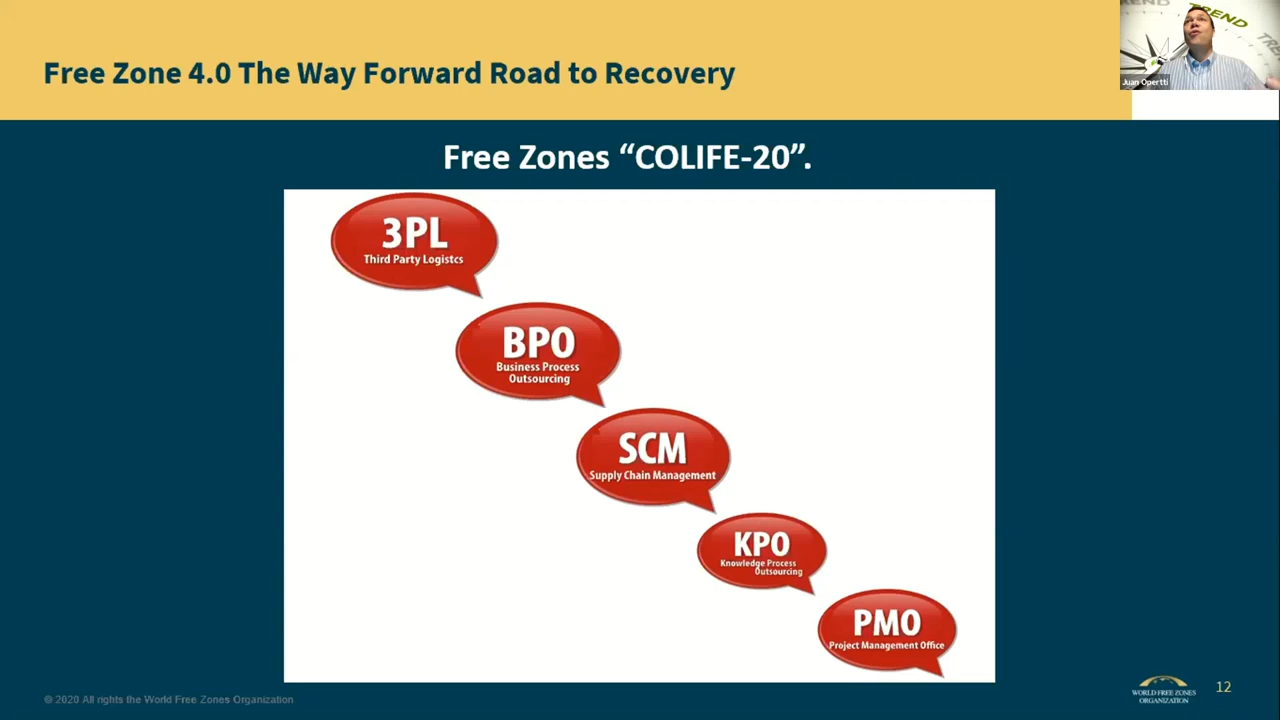 TREND
TREN
Juan Opertti
Free Zone 4.0 The Way Forward Road to Recovery
Free Zones “COLIFE-20”.
3PL
Third Party Logistcs
BPO
Business Process
Outsourcing
SCM
Supply Chain Management
KPO
Knowledge Process
Outsourcing
PMO
Project Management Office
© 2020 All rights the World Free Zones Organization
WORLD FREE ZONES
ORGANIZATION
12